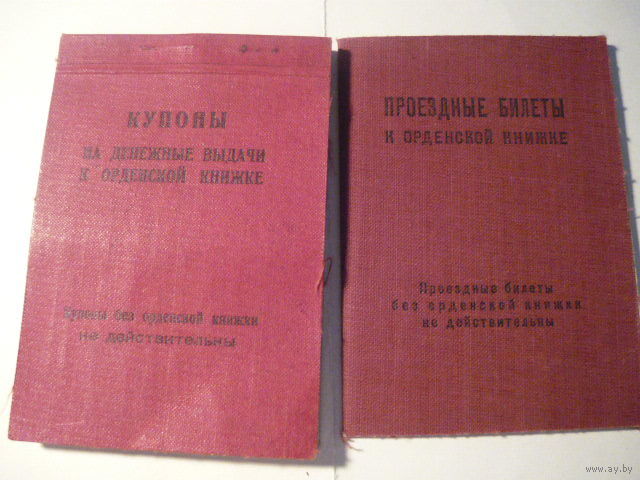 КУПОНЫ
НА ДЕНЕЖНЫЕ ВЫДАЧИ
К ОРДЕНСКОЙ КНИЖКЕ
Купоны без орденской книжки
не действительны
ПРОЕЗДНЫЕ БИЛЕТЫ
К ОРДЕНСКОЙ КНИЖКЕ
Проездные билеты
без орденской книжки
не действительны
www.ay.by